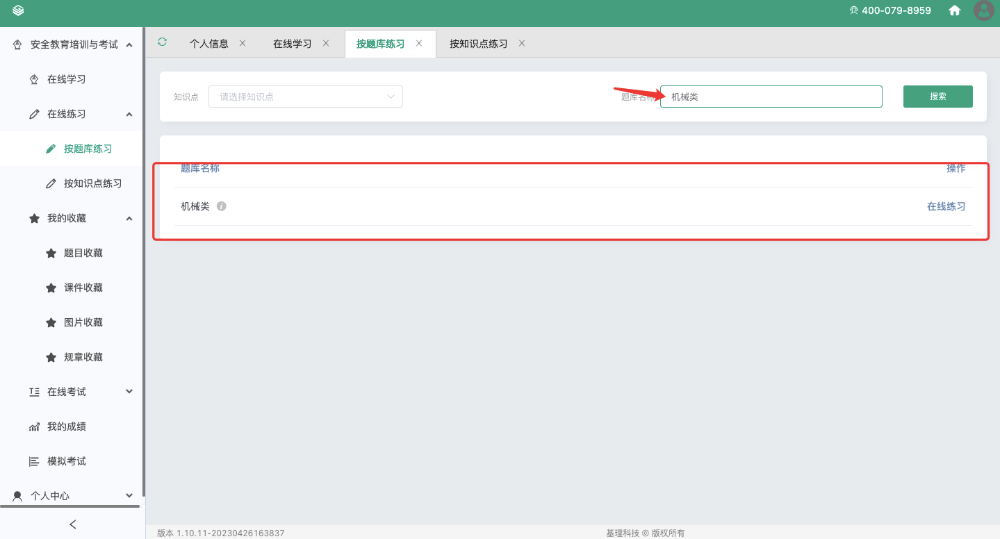 400-079-8959
安全教育培训与考试
在线学习
在线练习
按题库练习
按知识点练习
我的收藏
题目收藏
课件收藏
图片收藏
规章收藏
在线考试
我的成绩
模拟考试
个人中心
个人信息 在线学习 按题库练习 按知识点练习
知识点 请选择知识点 题库名称 机械类 搜索
题库名称 操作
机械类 在线练习
版本 1.10.11-20230426163837 基理科技 © 版权所有